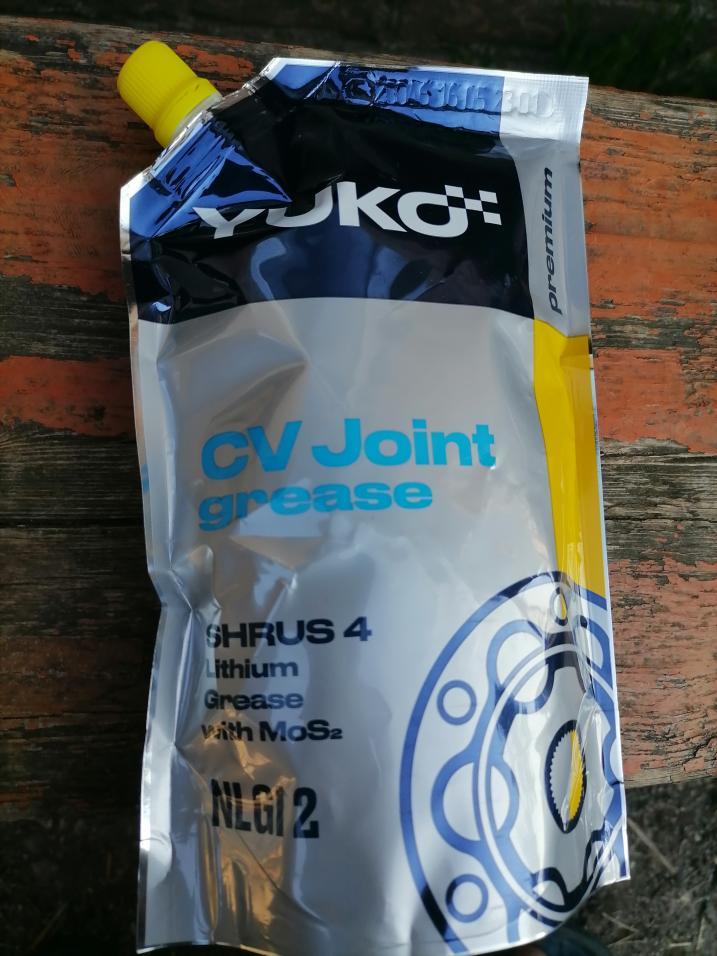 YUKO
premium
CV Joint
grease
SHRUS 4
Lithium
Grease
with MoS₂
NLGI 2